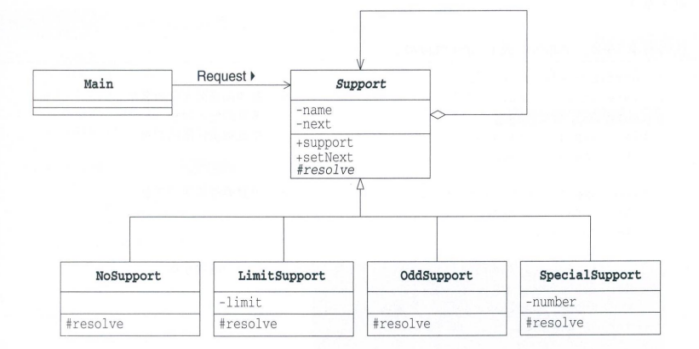 Main
Request
Support
-name
-next
+support
+setNext
#resolve
NoSupport
#resolve
LimitSupport
-limit
#resolve
OddSupport
#resolve
SpecialSupport
-number
#resolve